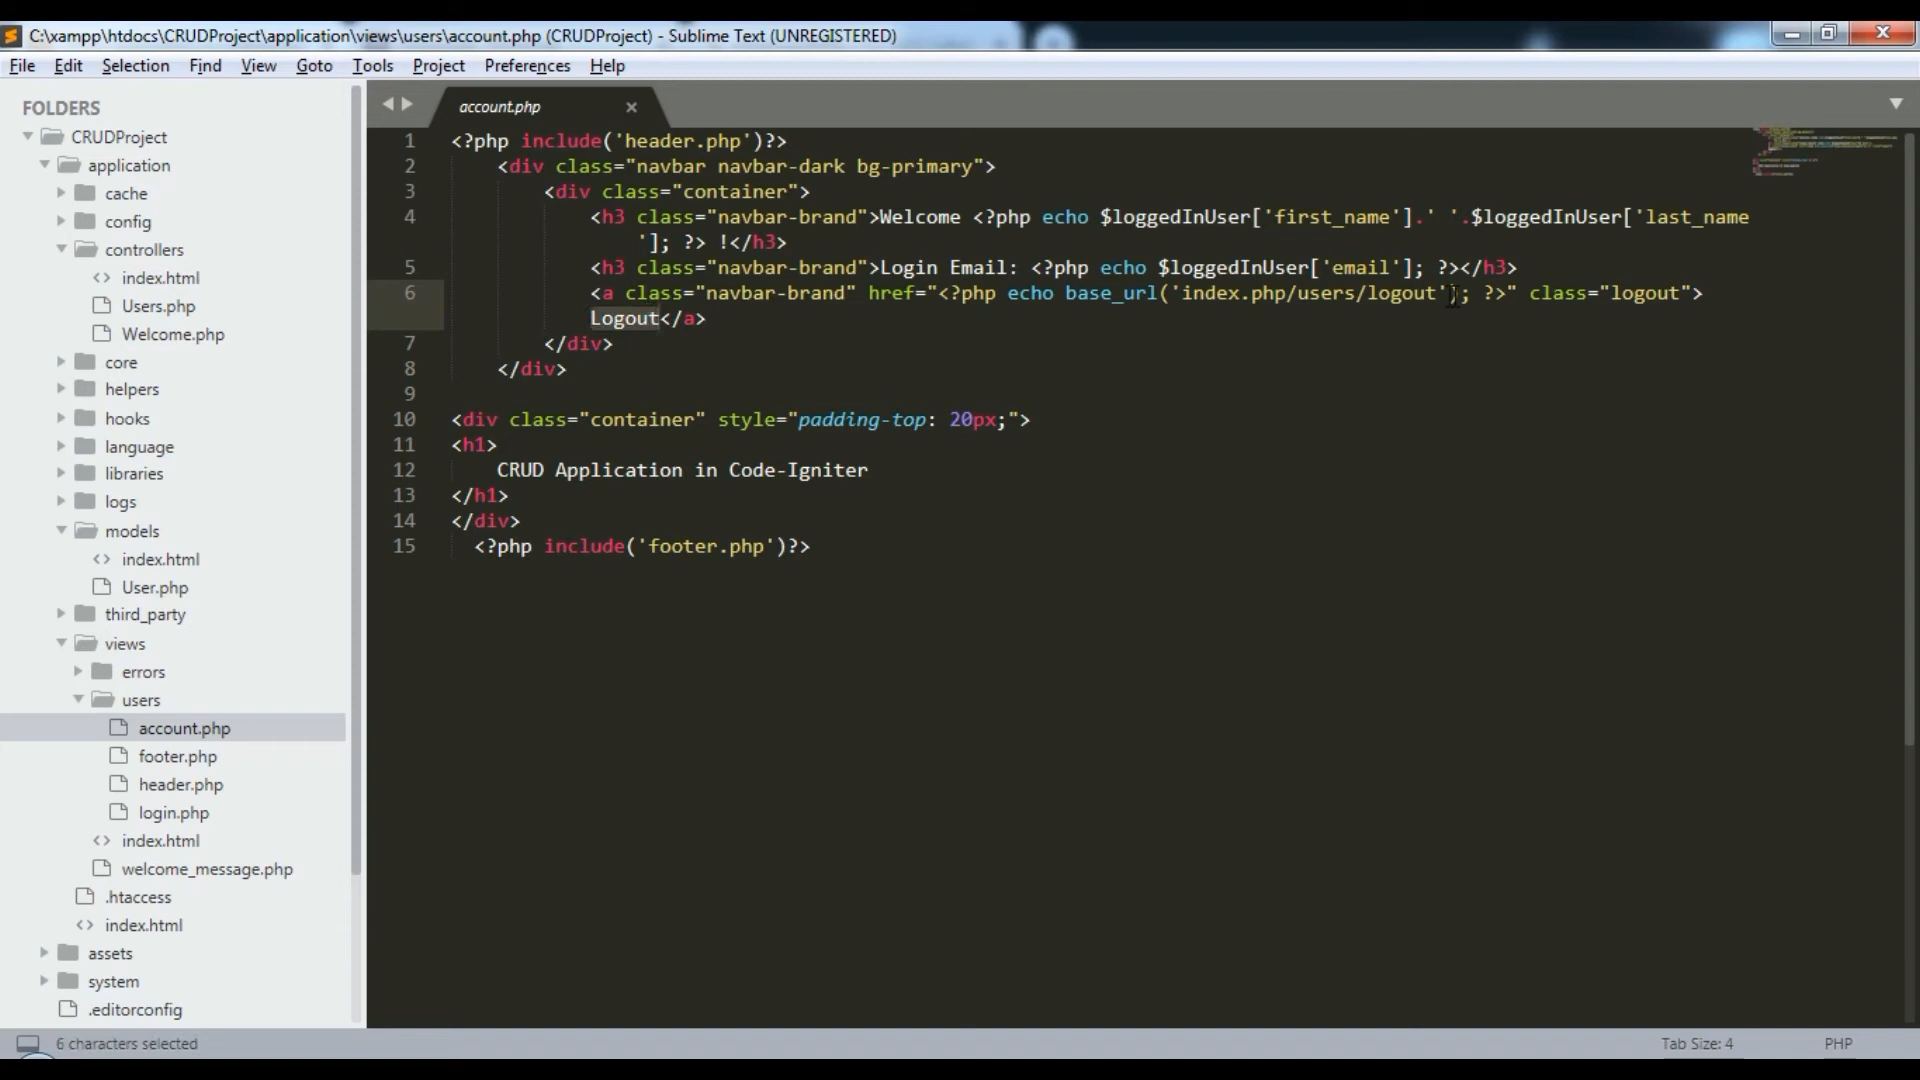 C:\xampp\htdocs\CRUDProject\application\views\users\account.php (CRUDProject) - Sublime Text (UNREGISTERED)
File Edit Selection Find View Goto Tools Project Preferences Help
FOLDERS
CRUDProject
application
cache
config
controllers
index.html
Users.php
Welcome.php
core
helpers
hooks
language
libraries
logs
models
index.html
User.php
third_party
views
errors
users
account.php
footer.php
header.php
login.php
index.html
welcome_message.php
.htaccess
index.html
assets
system
.editorconfig
account.php
1 <?php include('header.php')?>
2 <div class="navbar navbar-dark bg-primary">
3 <div class="container">
4 <h3 class="navbar-brand">Welcome <?php echo $loggedInUser['first_name'].' '.$loggedInUser['last_name
']; ?> !</h3>
5 <h3 class="navbar-brand">Login Email: <?php echo $loggedInUser['email']; ?></h3>
6 <a class="navbar-brand" href="<?php echo base_url('index.php/users/logout'); ?>" class="logout">
Logout</a>
7 </div>
8 </div>
9
10 <div class="container" style="padding-top: 20px;">
11 <h1>
12 CRUD Application in Code-Igniter
13 </h1>
14 </div>
15 <?php include('footer.php')?>
6 characters selected
Tab Size: 4
PHP